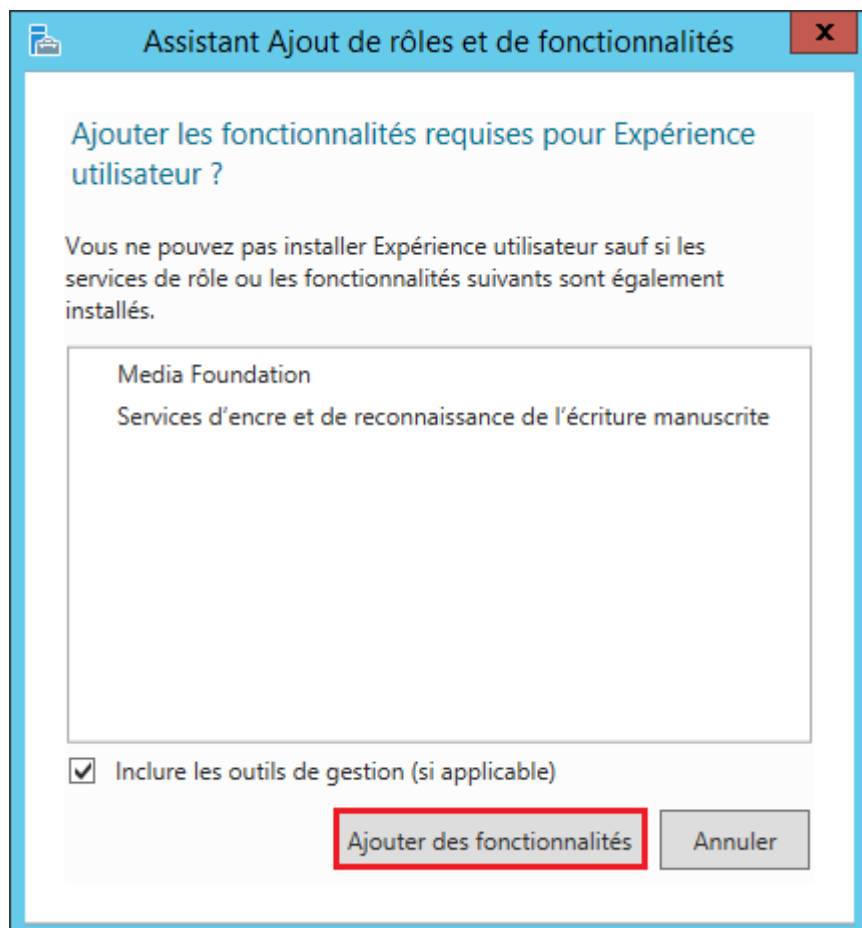 Assistant Ajout de rôles et de fonctionnalités
x
Ajouter les fonctionnalités requises pour Expérience
utilisateur ?
Vous ne pouvez pas installer Expérience utilisateur sauf si les
services de rôle ou les fonctionnalités suivants sont également
installés.
Media Foundation
Services d’encre et de reconnaissance de l’écriture manuscrite
Inclure les outils de gestion (si applicable)
Ajouter des fonctionnalités
Annuler